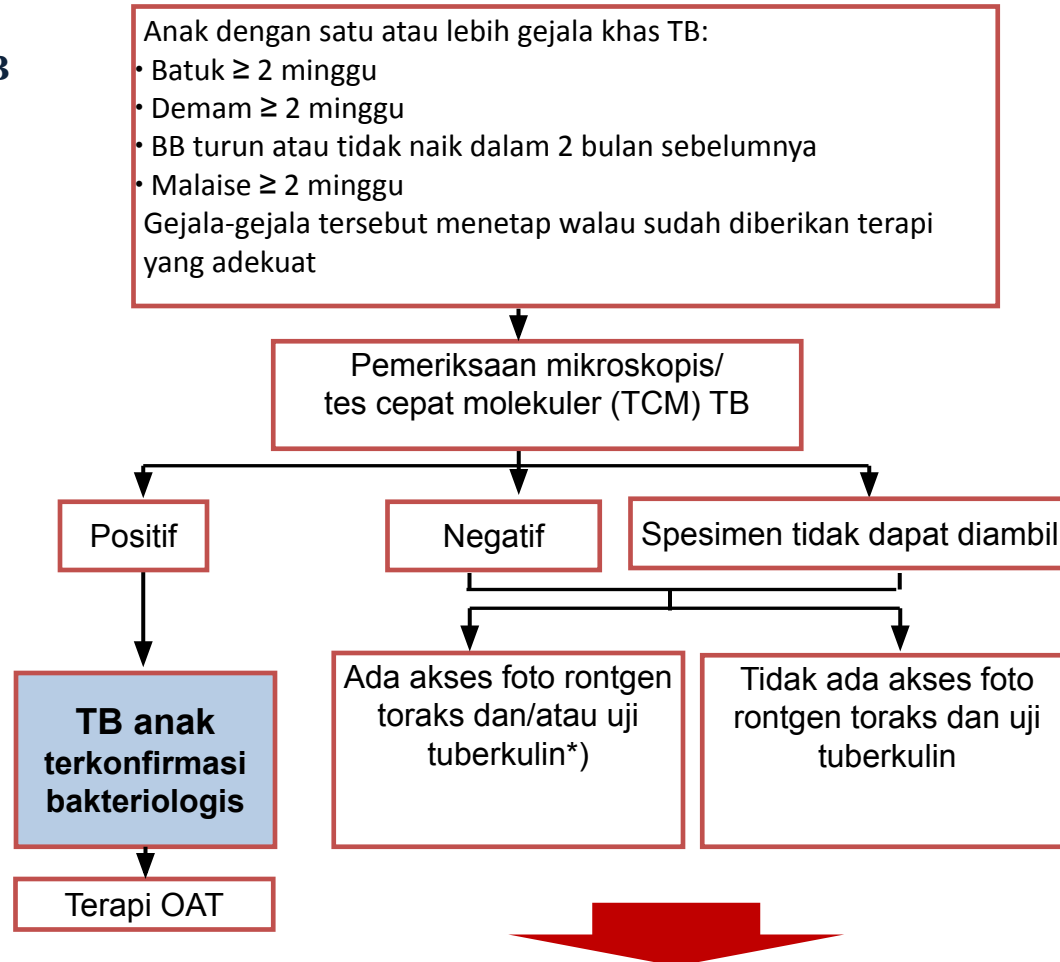 B
Anak dengan satu atau lebih gejala khas TB:
• Batuk ≥ 2 minggu
• Demam ≥ 2 minggu
• BB turun atau tidak naik dalam 2 bulan sebelumnya
• Malaise ≥ 2 minggu
Gejala-gejala tersebut menetap walau sudah diberikan terapi
yang adekuat
Pemeriksaan mikroskopis/
tes cepat molekuler (TCM) TB
Positif
Negatif
Spesimen tidak dapat diambil
TB anak
terkonfirmasi
bakteriologis
Ada akses foto rontgen
toraks dan/atau uji
tuberkulin*)
Tidak ada akses foto
rontgen toraks dan uji
tuberkulin
Terapi OAT